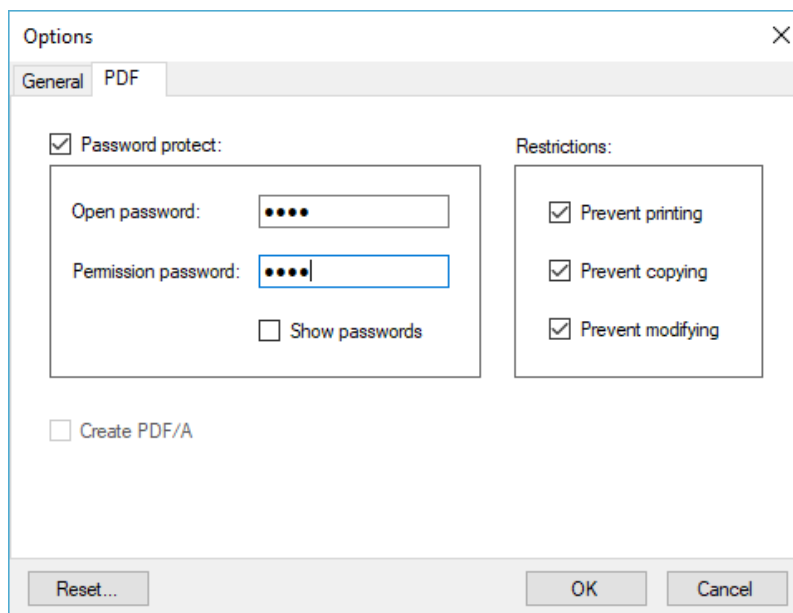 Options
General PDF
Password protect:
Restrictions:
Open password: ●●●●
Prevent printing
Permission password: ●●●●
Prevent copying
Show passwords
Prevent modifying
Create PDF/A
Reset... OK Cancel